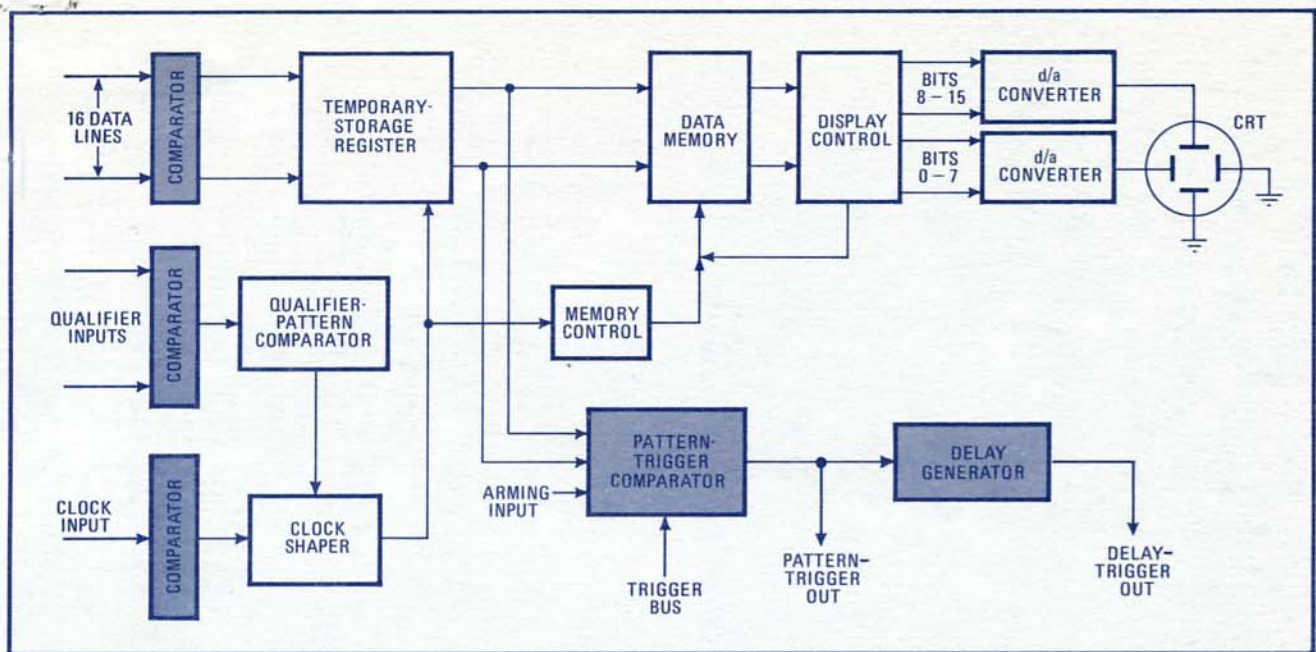 16 DATA
LINES
COMPARATOR
TEMPORARY-
STORAGE
REGISTER
DATA
MEMORY
DISPLAY
CONTROL
BITS
8 – 15
BITS
0 – 7
d/a
CONVERTER
d/a
CONVERTER
CRT
QUALIFIER
INPUTS
COMPARATOR
QUALIFIER-
PATTERN
COMPARATOR
MEMORY
CONTROL
CLOCK
INPUT
COMPARATOR
CLOCK
SHAPER
ARMING
INPUT
PATTERN-
TRIGGER
COMPARATOR
TRIGGER
BUS
PATTERN-
TRIGGER
OUT
DELAY
GENERATOR
DELAY-
TRIGGER
OUT